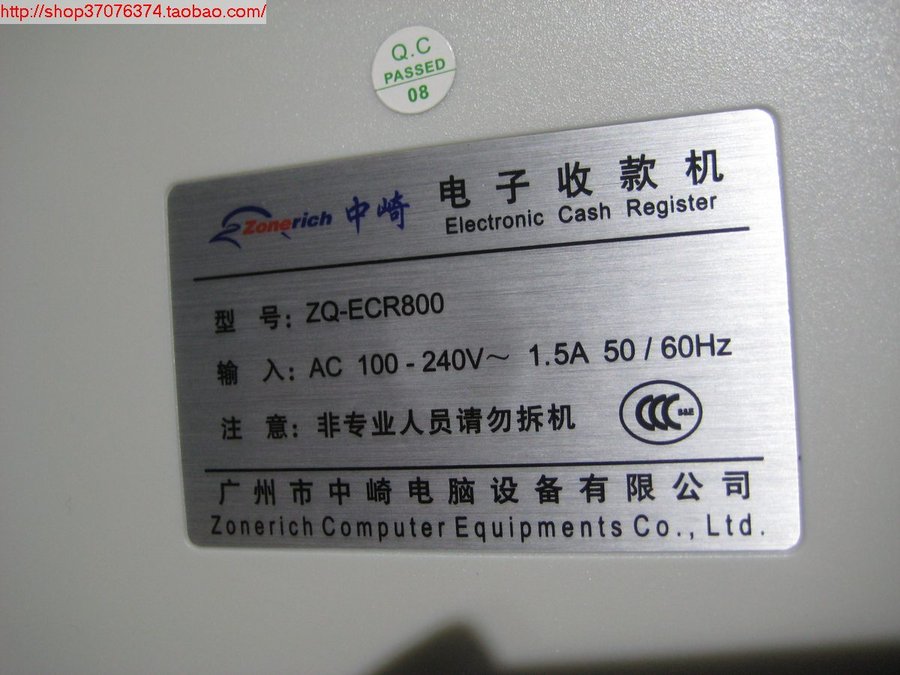 http://shop37076374.taobao.com/
Q.C
PASSED
08
Zonerich 中崎 电子收款机
Electronic Cash Register
型 号: ZQ-ECR800
输 入: AC 100 - 240V～ 1.5A 50 / 60Hz
注 意: 非专业人员请勿拆机
CCC S&E
广州市中崎电脑设备有限公司
Zonerich Computer Equipments Co., Ltd.